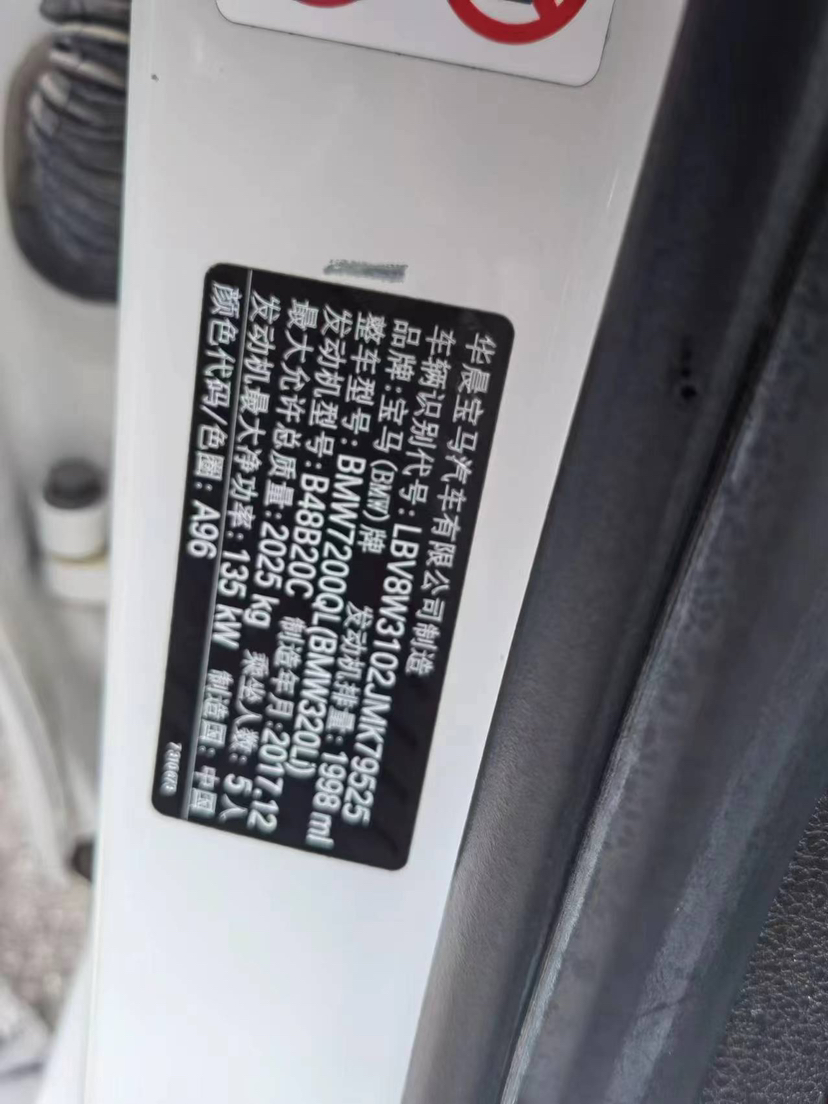 华晨宝马汽车有限公司制造
车辆识别代号：LBV8W3102JMK79525
品牌：宝马(BMW)牌 发动机排量：1998 ml
整车型号：BMW7200QL(BMW320Li)
发动机型号：B48B20C 制造年月：2017.12
最大允许总质量：2025 kg 乘坐人数：5人
发动机最大净功率：135 kW 制造国：中国
颜色代码/色圈：A96